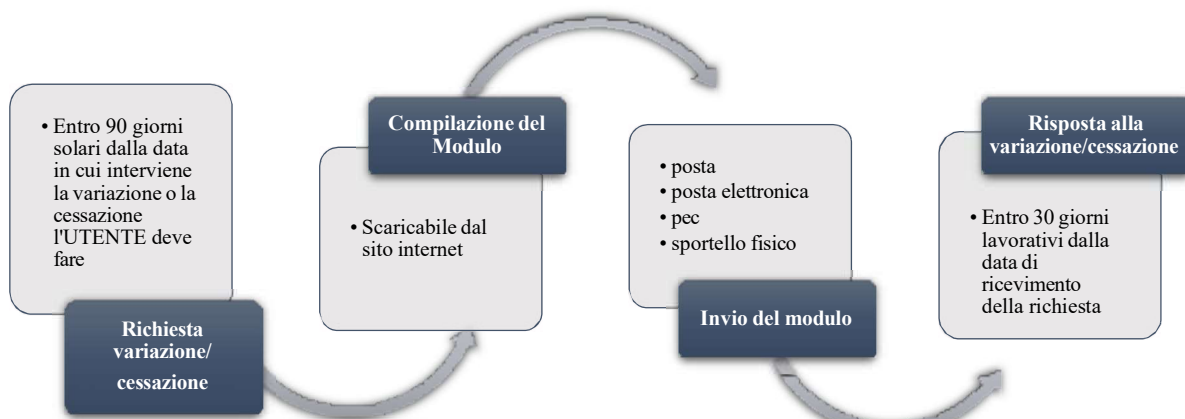 • Entro 90 giorni
solari dalla data
in cui interviene
la variazione o la
cessazione
l'UTENTE deve
fare
Richiesta
variazione/
cessazione
Compilazione del
Modulo
• Scaricabile dal
sito internet
• posta
• posta elettronica
• pec
• sportello fisico
Invio del modulo
Risposta alla
variazione/cessazione
• Entro 30 giorni
lavorativi dalla
data di
ricevimento
della richiesta